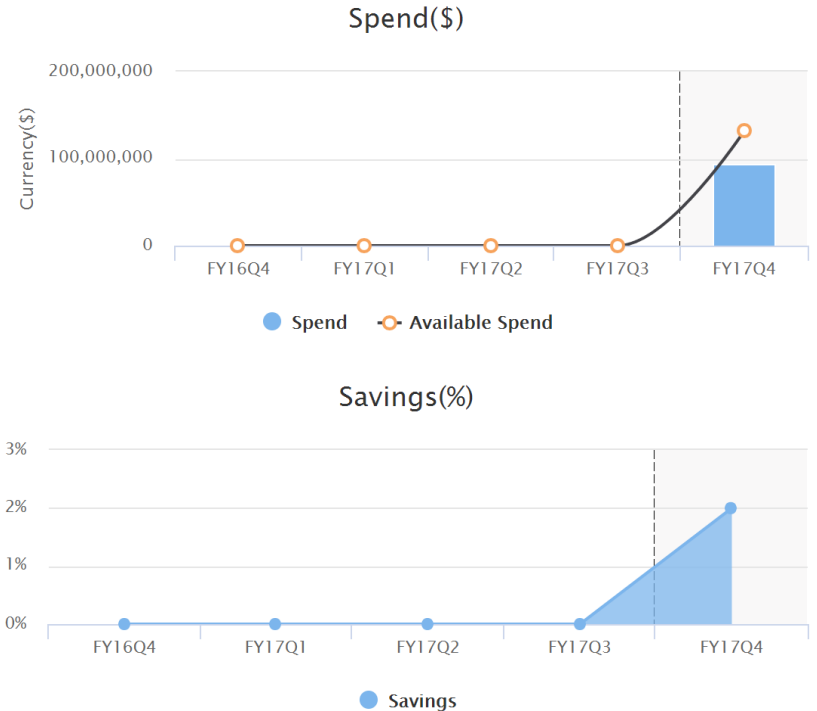 Spend($)
200,000,000
100,000,000
0
Currency($)
FY16Q4 FY17Q1 FY17Q2 FY17Q3 FY17Q4
Spend Available Spend
Savings(%)
3%
2%
1%
0%
FY16Q4 FY17Q1 FY17Q2 FY17Q3 FY17Q4
Savings